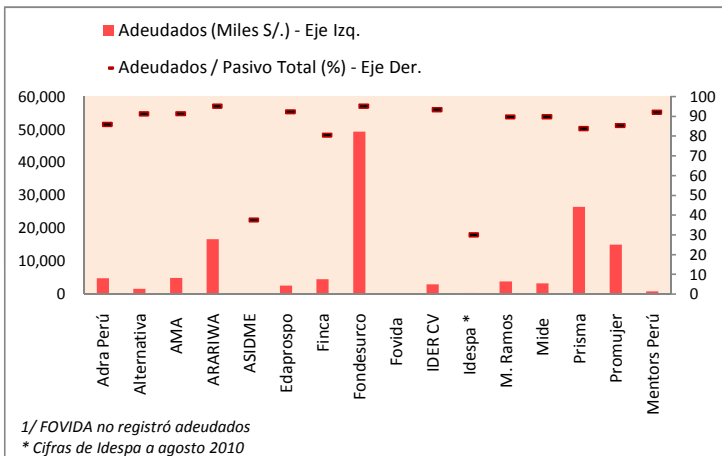 Adeudados (Miles S/.) - Eje Izq.
Adeudados / Pasivo Total (%) - Eje Der.
60,000
50,000
40,000
30,000
20,000
10,000
0
100
90
80
70
60
50
40
30
20
10
0
Adra Perú
Alternativa
AMA
ARARIWA
ASIDME
Edaprospo
Finca
Fondesurco
Fovida
IDER CV
Idespa *
M. Ramos
Mide
Prisma
Promujer
Mentors Perú
1/ FOVIDA no registró adeudados
* Cifras de Idespa a agosto 2010